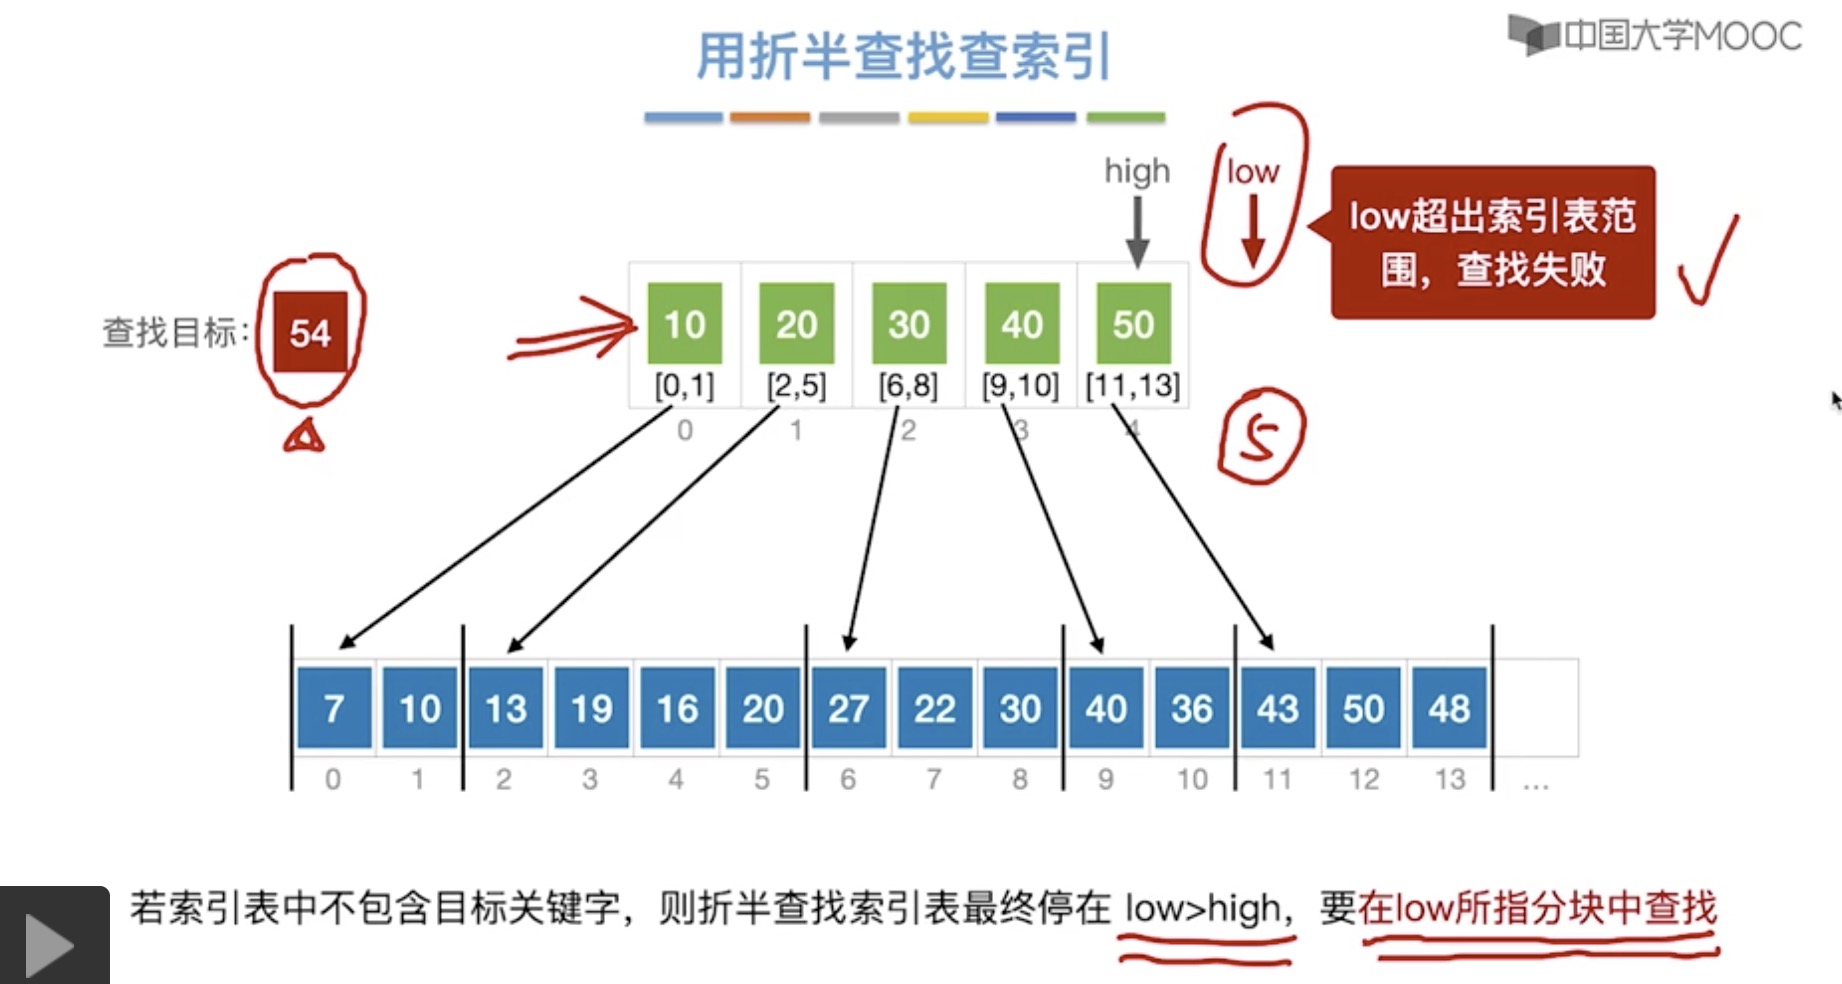 中国大学MOOC
用折半查找查索引
high low
low超出索引表范
围，查找失败
查找目标： 54
10 20 30 40 50
[0,1] [2,5] [6,8] [9,10] [11,13]
0 1 2 3 4 5
7 10 13 19 16 20 27 22 30 40 36 43 50 48
0 1 2 3 4 5 6 7 8 9 10 11 12 13 ...
若索引表中不包含目标关键字，则折半查找索引表最终停在 low>high，要在low所指分块中查找